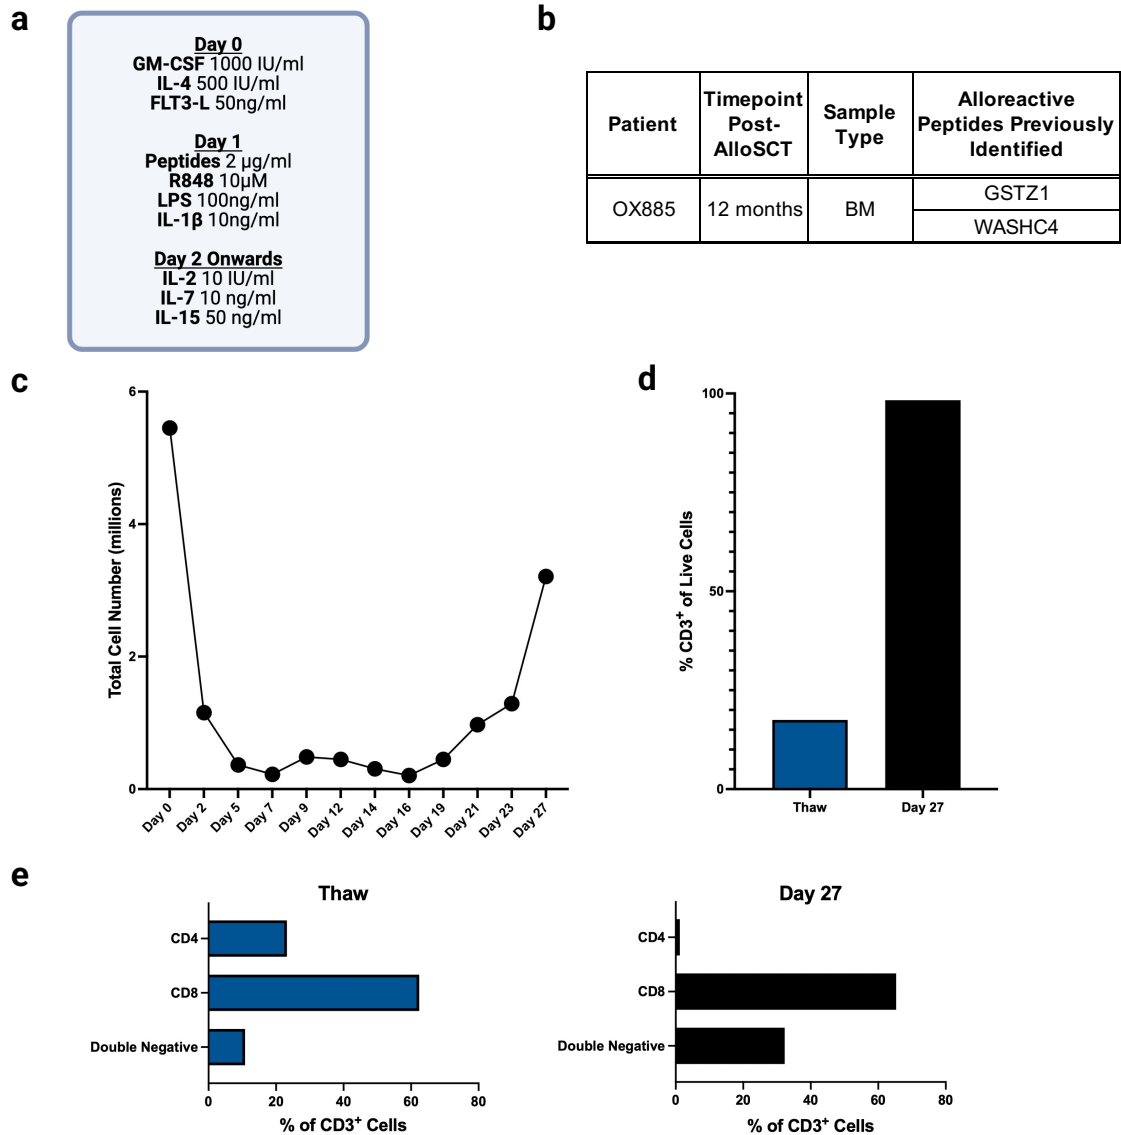 a
Day 0
GM-CSF 1000 IU/ml
IL-4 500 IU/ml
FLT3-L 50ng/ml
Day 1
Peptides 2 µg/ml
R848 10µM
LPS 100ng/ml
IL-1β 10ng/ml
Day 2 Onwards
IL-2 10 IU/ml
IL-7 10 ng/ml
IL-15 50 ng/ml
b
Patient
Timepoint
Post-
AlloSCT
Sample
Type
Alloreactive
Peptides Previously
Identified
OX885
12 months
BM
GSTZ1
WASHC4
c
Total Cell Number (millions)
6
4
2
0
Day 0
Day 2
Day 5
Day 7
Day 9
Day 12
Day 14
Day 16
Day 19
Day 21
Day 23
Day 27
d
% CD3+ of Live Cells
100
50
0
Thaw
Day 27
e
Thaw
CD4
CD8
Double Negative
0 20 40 60 80
% of CD3+ Cells
Day 27
CD4
CD8
Double Negative
0 20 40 60 80
% of CD3+ Cells